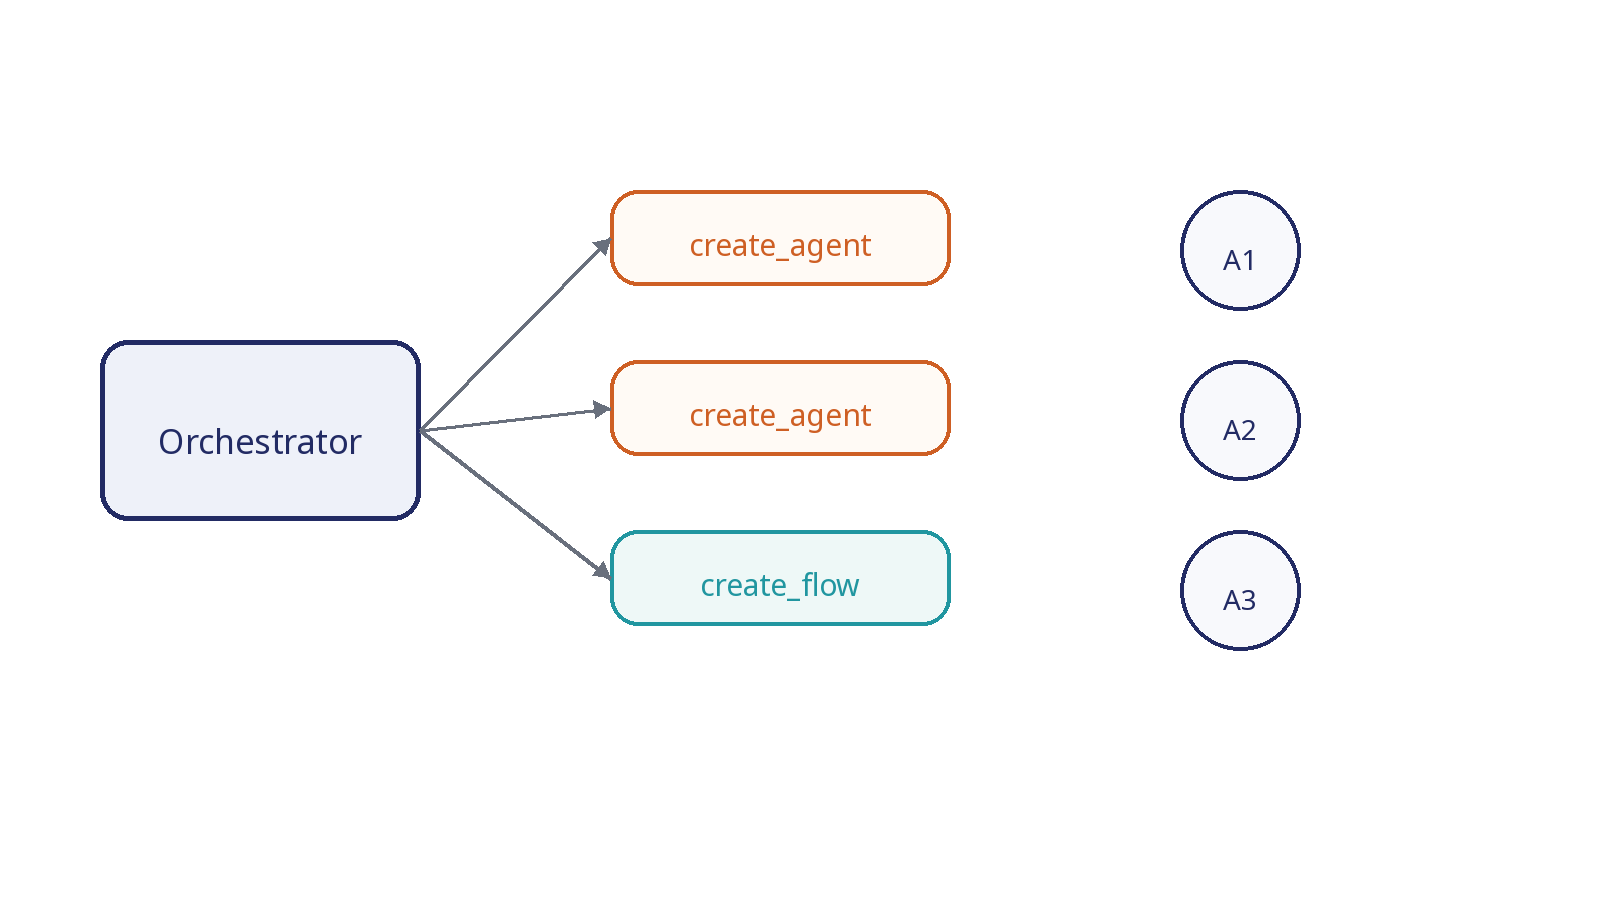 create_agent
A1
Orchestrator
create_agent
A2
create_flow
A3